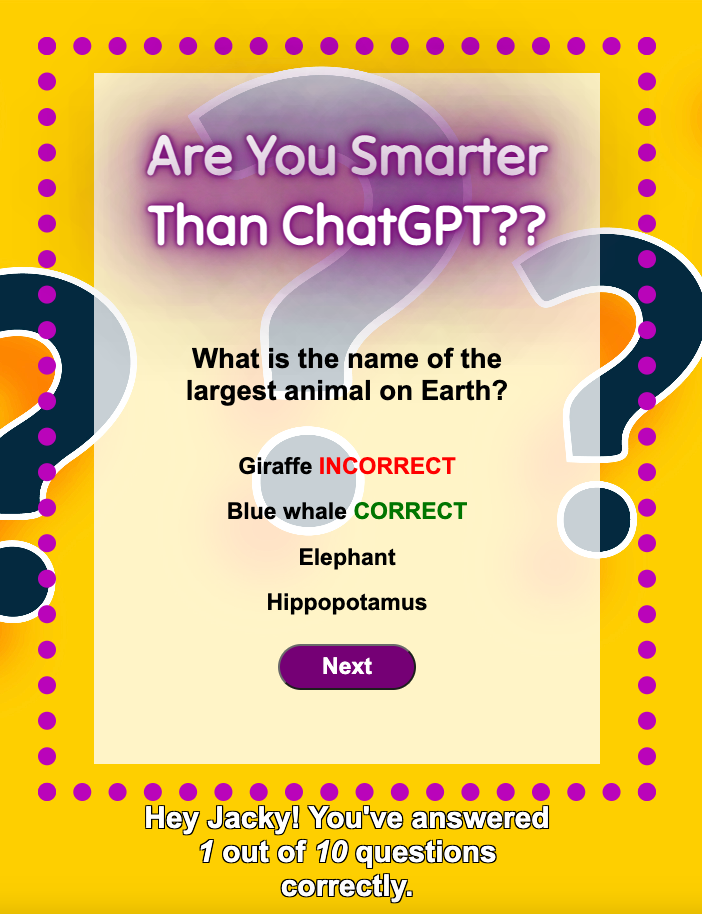 Are You Smarter
Than ChatGPT??
What is the name of the
largest animal on Earth?
Giraffe INCORRECT
Blue whale CORRECT
Elephant
Hippopotamus
Next
Hey Jacky! You've answered
1 out of 10 questions
correctly.